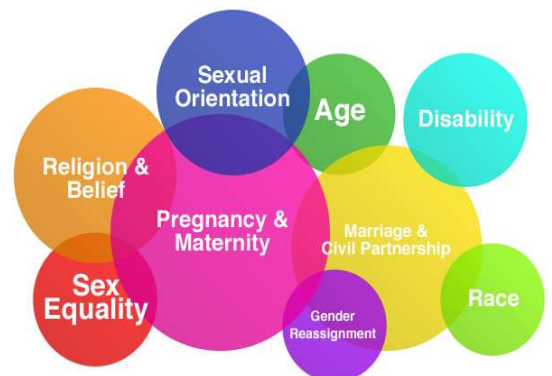 Sexual
Orientation
Age
Disability
Religion &
Belief
Pregnancy &
Maternity
Marriage &
Civil Partnership
Sex
Equality
Gender
Reassignment
Race